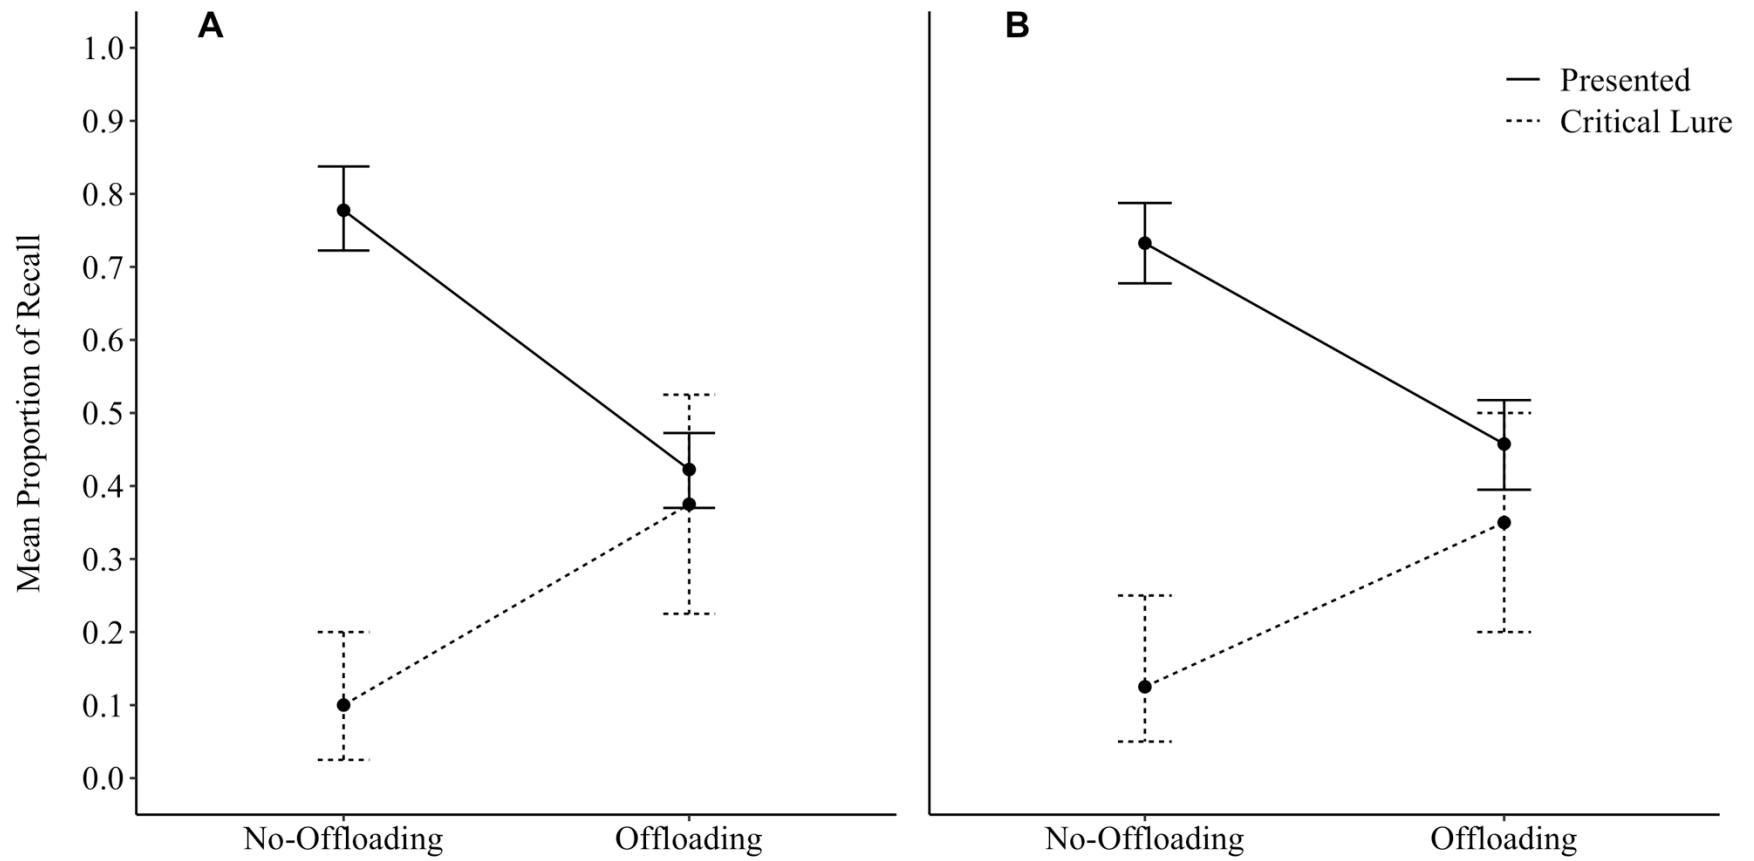 A
B
Presented
Critical Lure
Mean Proportion of Recall
1.0
0.9
0.8
0.7
0.6
0.5
0.4
0.3
0.2
0.1
0.0
No-Offloading
Offloading
No-Offloading
Offloading